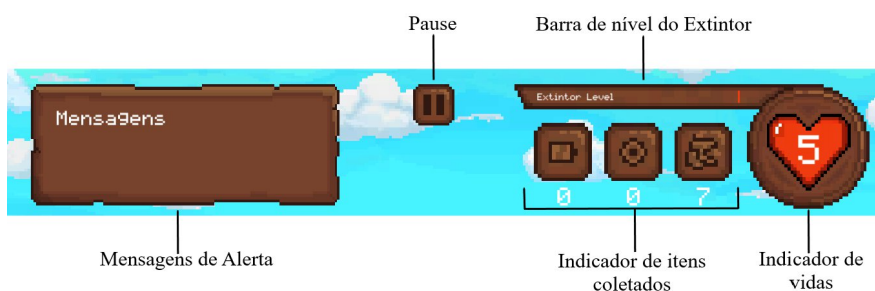 Pause
Barra de nível do Extintor
Extintor Level
Mensagens
5
0
0
7
Mensagens de Alerta
Indicador de itens
coletados
Indicador de
vidas